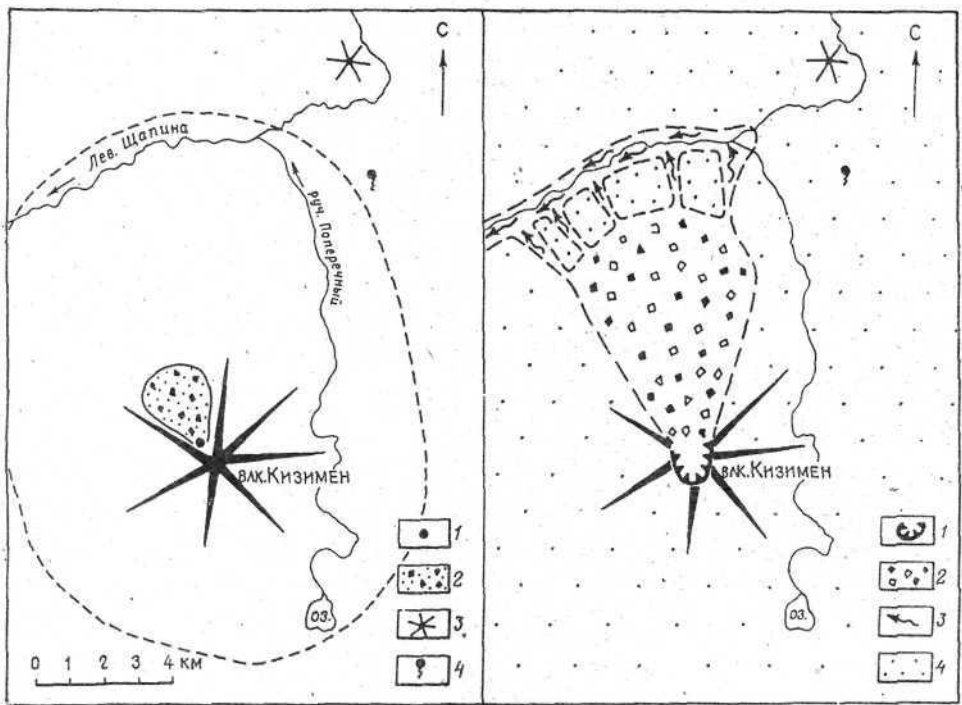 С
Лев. Щапина
руч. Поперечный
влк. Кизимен
1
2
3
4
оз.
0 1 2 3 4 км
С
влк. Кизимен
1
2
3
4
оз.